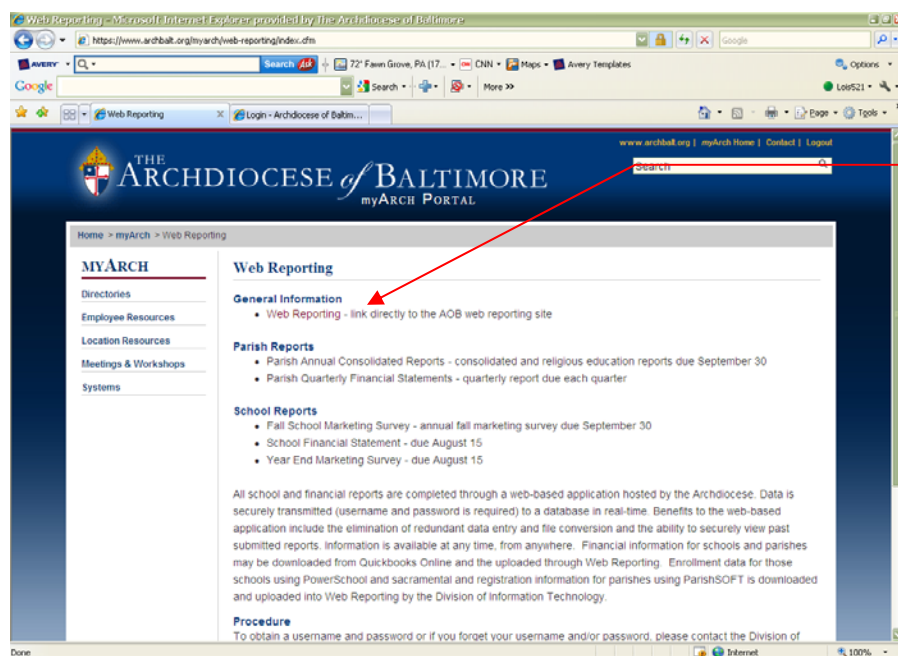 Web Reporting - Microsoft Internet Explorer provided by The Archdiocese of Baltimore
https://www.archbalt.org/myarch/web-reporting/index.cfm
Google
AVERY Search 72° Fawn Grove, PA (17... CNN Maps Avery Templates Options
Google Search More >> Lois521
Web Reporting Login - Archdiocese of Baltim... Page Tools
www.archbalt.org | myArch Home | Contact | Logout
Search
THE
ARCHDIOCESE of BALTIMORE
MYARCH PORTAL
Home > myArch > Web Reporting
MYARCH
Directories
Employee Resources
Location Resources
Meetings & Workshops
Systems
Web Reporting
General Information
• Web Reporting - link directly to the AOB web reporting site
Parish Reports
• Parish Annual Consolidated Reports - consolidated and religious education reports due September 30
• Parish Quarterly Financial Statements - quarterly report due each quarter
School Reports
• Fall School Marketing Survey - annual fall marketing survey due September 30
• School Financial Statement - due August 15
• Year End Marketing Survey - due August 15
All school and financial reports are completed through a web-based application hosted by the Archdiocese. Data is
securely transmitted (username and password is required) to a database in real-time. Benefits to the web-based
application include the elimination of redundant data entry and file conversion and the ability to securely view past
submitted reports. Information is available at any time, from anywhere. Financial information for schools and parishes
may be downloaded from Quickbooks Online and the uploaded through Web Reporting. Enrollment data for those
schools using PowerSchool and sacramental and registration information for parishes using ParishSOFT is downloaded
and uploaded into Web Reporting by the Division of Information Technology.
Procedure
To obtain a username and password or if you forget your username and/or password, please contact the Division of
Done Internet 100%